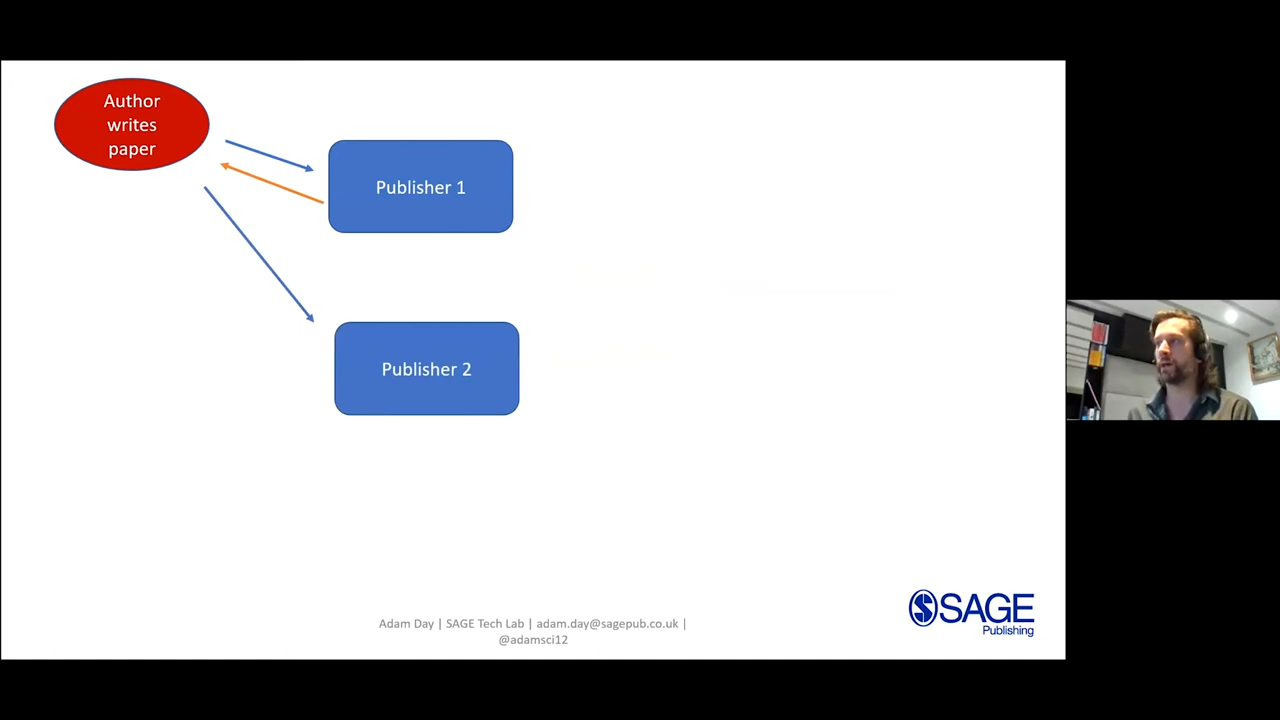 Author
writes
paper
Publisher 1
Publisher 2
Adam Day | SAGE Tech Lab | adam.day@sagepub.co.uk |
@adamsci12
SAGE
Publishing